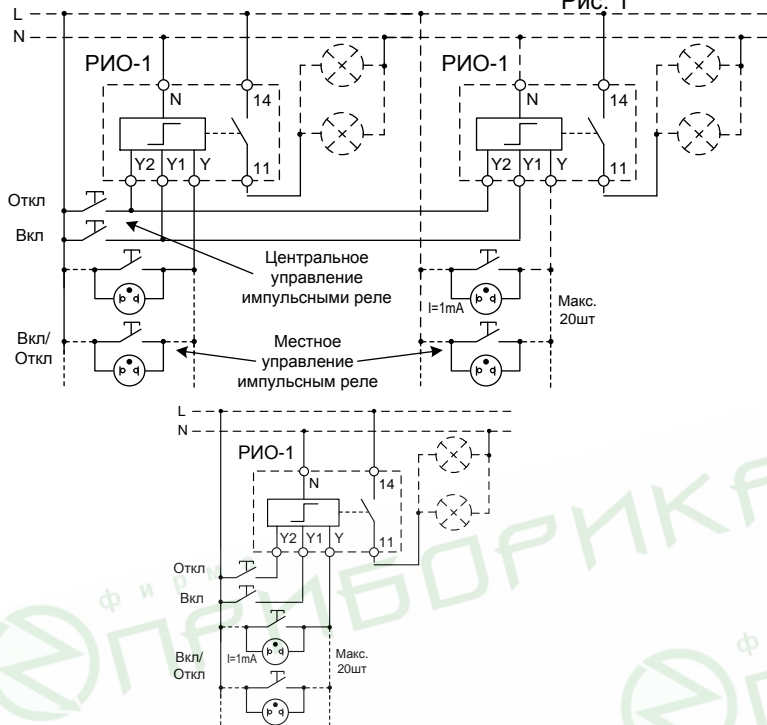 Рис. 1
L
N
РИО-1
РИО-1
N
14
N
14
Y2 Y1 Y
11
Y2 Y1 Y
11
Откл
Вкл
Центральное
управление
импульсными реле
I=1mA
Макс.
20шт
Вкл/
Откл
Местное
управление
импульсным реле
L
N
РИО-1
N
14
Y2 Y1 Y
11
Откл
Вкл
I=1mA
Макс.
20шт
Вкл/
Откл
фирма
ПРИБОРИКА
ф